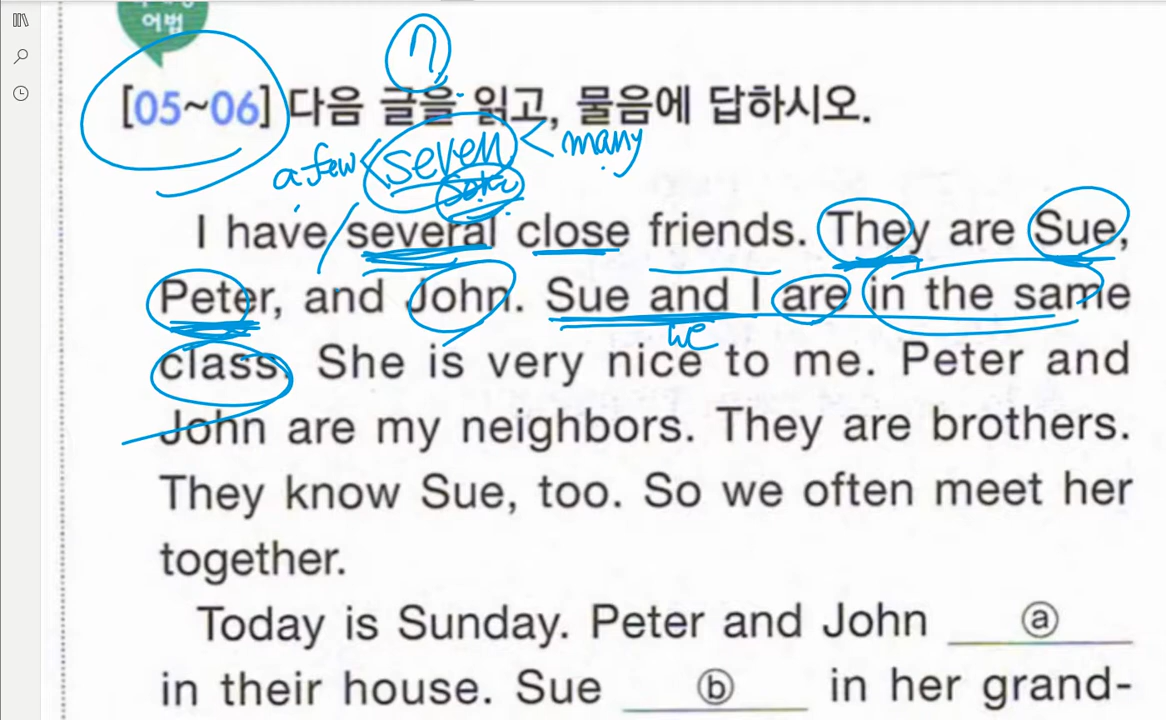 어법
7
[05~06] 다음 글을 읽고, 물음에 답하시오.
a few < seven < many
I have several close friends. They are Sue,
Peter, and John. Sue and I are in the same
we
class. She is very nice to me. Peter and
John are my neighbors. They are brothers.
They know Sue, too. So we often meet her
together.
Today is Sunday. Peter and John ⓐ
in their house. Sue ⓑ in her grand-